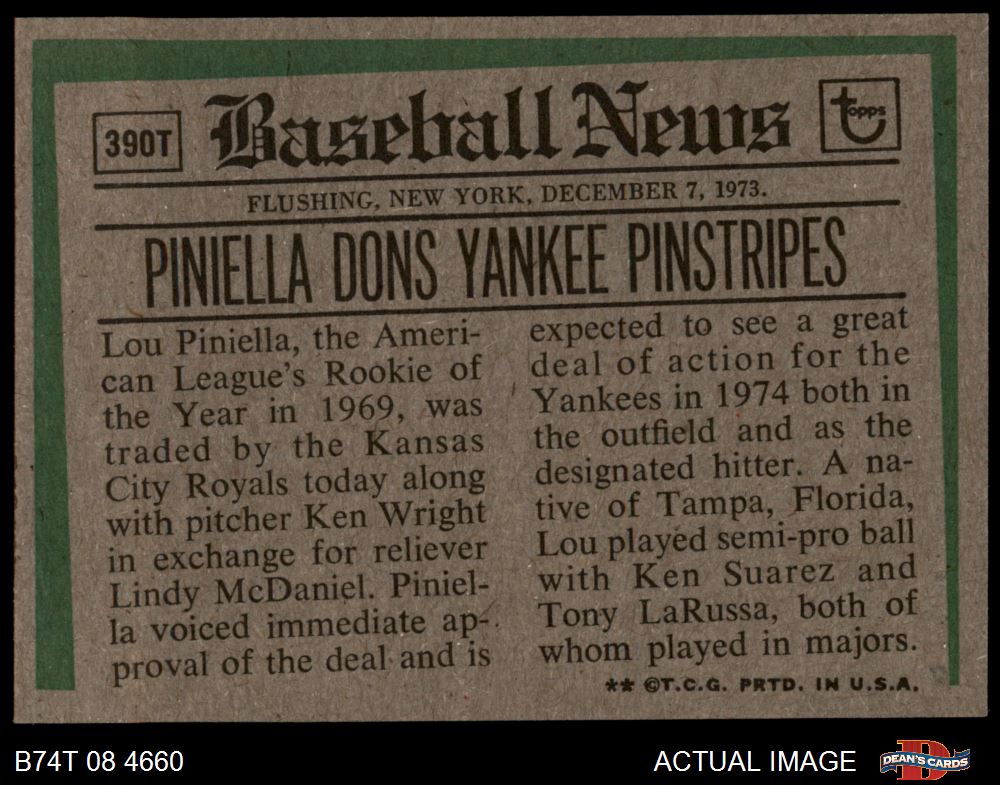 390T
Baseball News
topps
FLUSHING, NEW YORK, DECEMBER 7, 1973.
PINIELLA DONS YANKEE PINSTRIPES
Lou Piniella, the Ameri-
can League's Rookie of
the Year in 1969, was
traded by the Kansas
City Royals today along
with pitcher Ken Wright
in exchange for reliever
Lindy McDaniel. Piniel-
la voiced immediate ap-
proval of the deal and is
expected to see a great
deal of action for the
Yankees in 1974 both in
the outfield and as the
designated hitter. A na-
tive of Tampa, Florida,
Lou played semi-pro ball
with Ken Suarez and
Tony LaRussa, both of
whom played in majors.
** ©T.C.G. PRTD. IN U.S.A.
B74T 08 4660
ACTUAL IMAGE
DEAN'S CARDS